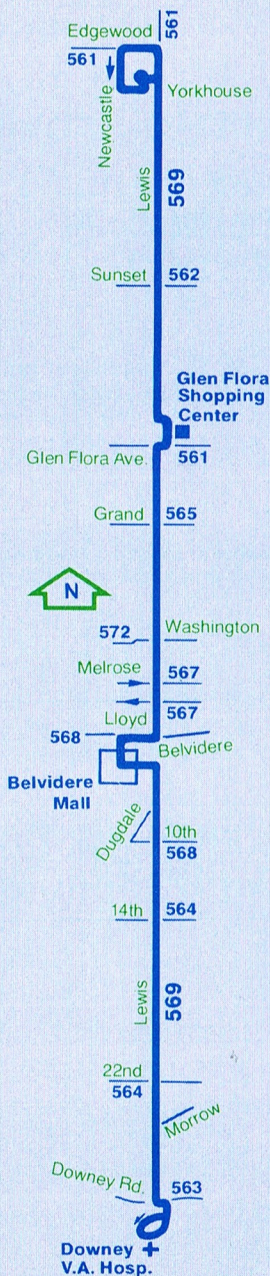 Edgewood
561
561
Newcastle
Yorkhouse
Lewis
569
Sunset
562
Glen Flora
Shopping
Center
Glen Flora Ave.
561
Grand
565
N
572
Washington
Melrose
567
567
Lloyd
568
Belvidere
Belvidere
Mall
Dugdale
10th
568
14th
564
Lewis
569
22nd
564
Morrow
Downey Rd.
563
Downey
V.A. Hosp.